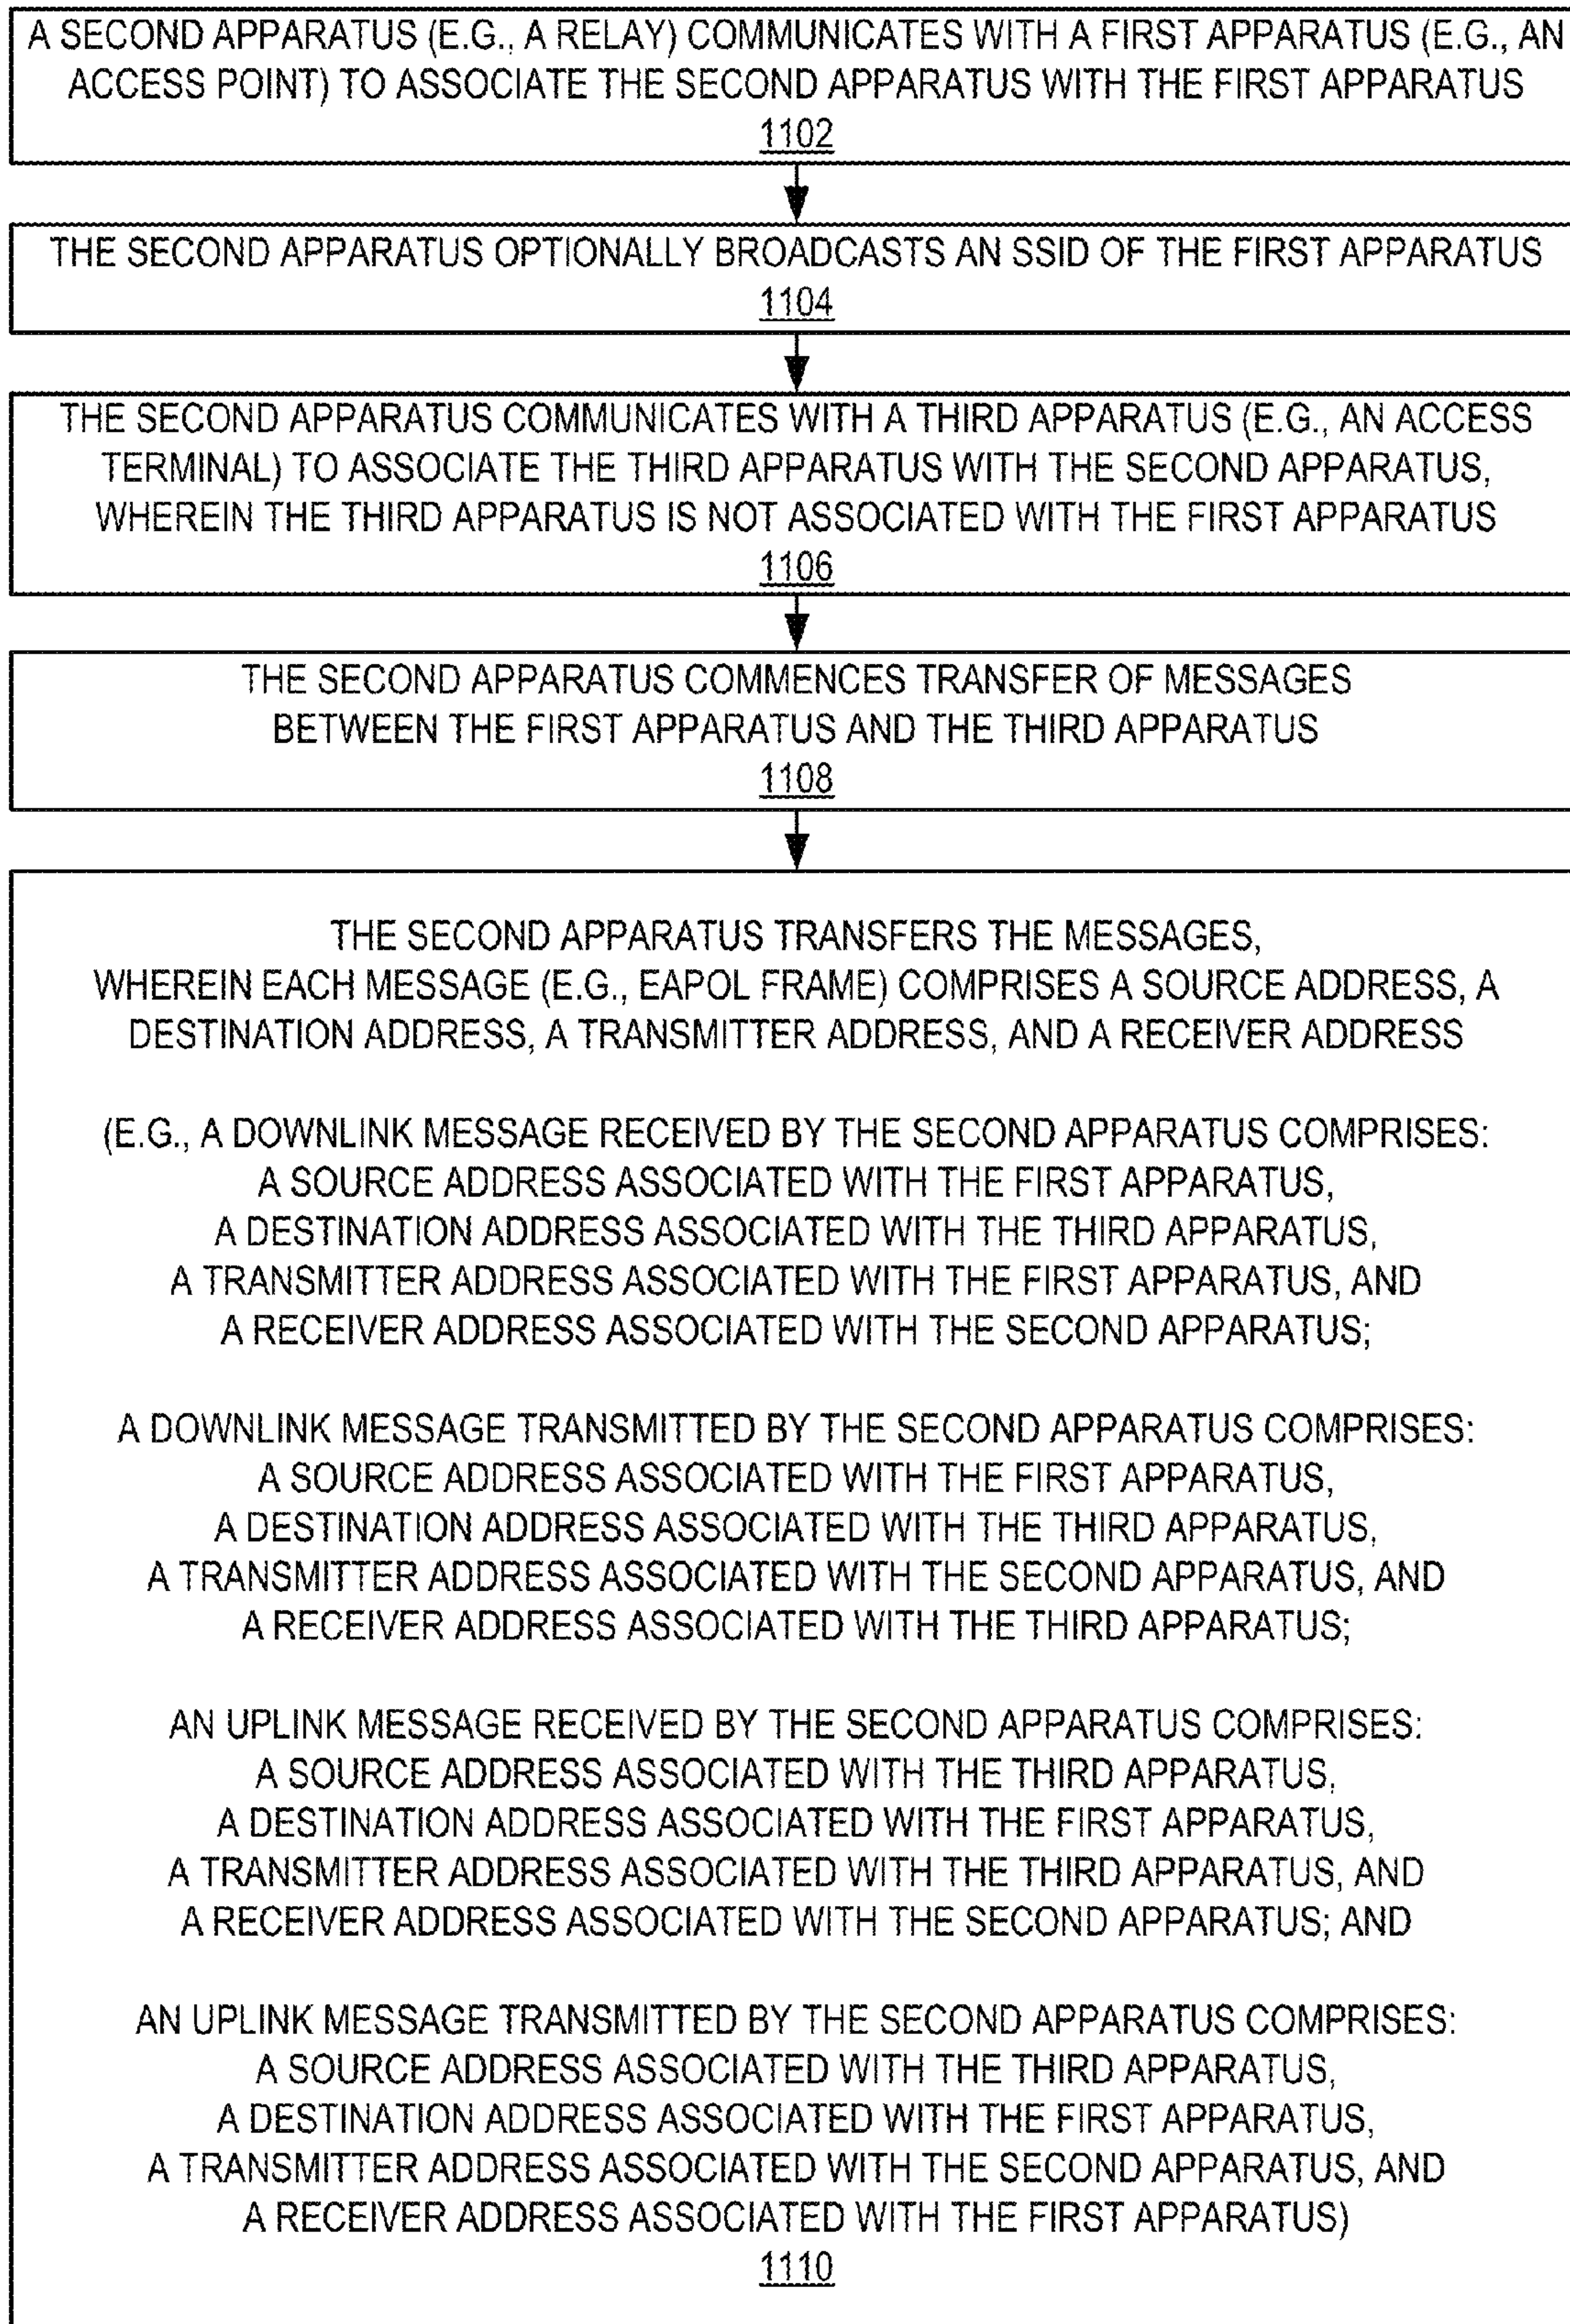 A SECOND APPARATUS (E.G., A RELAY) COMMUNICATES WITH A FIRST APPARATUS (E.G., AN
ACCESS POINT) TO ASSOCIATE THE SECOND APPARATUS WITH THE FIRST APPARATUS
1102
THE SECOND APPARATUS OPTIONALLY BROADCASTS AN SSID OF THE FIRST APPARATUS
1104
THE SECOND APPARATUS COMMUNICATES WITH A THIRD APPARATUS (E.G., AN ACCESS
TERMINAL) TO ASSOCIATE THE THIRD APPARATUS WITH THE SECOND APPARATUS,
WHEREIN THE THIRD APPARATUS IS NOT ASSOCIATED WITH THE FIRST APPARATUS
1106
THE SECOND APPARATUS COMMENCES TRANSFER OF MESSAGES
BETWEEN THE FIRST APPARATUS AND THE THIRD APPARATUS
1108
THE SECOND APPARATUS TRANSFERS THE MESSAGES,
WHEREIN EACH MESSAGE (E.G., EAPOL FRAME) COMPRISES A SOURCE ADDRESS, A
DESTINATION ADDRESS, A TRANSMITTER ADDRESS, AND A RECEIVER ADDRESS
(E.G., A DOWNLINK MESSAGE RECEIVED BY THE SECOND APPARATUS COMPRISES:
A SOURCE ADDRESS ASSOCIATED WITH THE FIRST APPARATUS,
A DESTINATION ADDRESS ASSOCIATED WITH THE THIRD APPARATUS,
A TRANSMITTER ADDRESS ASSOCIATED WITH THE FIRST APPARATUS, AND
A RECEIVER ADDRESS ASSOCIATED WITH THE SECOND APPARATUS;
A DOWNLINK MESSAGE TRANSMITTED BY THE SECOND APPARATUS COMPRISES:
A SOURCE ADDRESS ASSOCIATED WITH THE FIRST APPARATUS,
A DESTINATION ADDRESS ASSOCIATED WITH THE THIRD APPARATUS,
A TRANSMITTER ADDRESS ASSOCIATED WITH THE SECOND APPARATUS, AND
A RECEIVER ADDRESS ASSOCIATED WITH THE THIRD APPARATUS;
AN UPLINK MESSAGE RECEIVED BY THE SECOND APPARATUS COMPRISES:
A SOURCE ADDRESS ASSOCIATED WITH THE THIRD APPARATUS,
A DESTINATION ADDRESS ASSOCIATED WITH THE FIRST APPARATUS,
A TRANSMITTER ADDRESS ASSOCIATED WITH THE THIRD APPARATUS, AND
A RECEIVER ADDRESS ASSOCIATED WITH THE SECOND APPARATUS; AND
AN UPLINK MESSAGE TRANSMITTED BY THE SECOND APPARATUS COMPRISES:
A SOURCE ADDRESS ASSOCIATED WITH THE THIRD APPARATUS,
A DESTINATION ADDRESS ASSOCIATED WITH THE FIRST APPARATUS,
A TRANSMITTER ADDRESS ASSOCIATED WITH THE SECOND APPARATUS, AND
A RECEIVER ADDRESS ASSOCIATED WITH THE FIRST APPARATUS)
1110